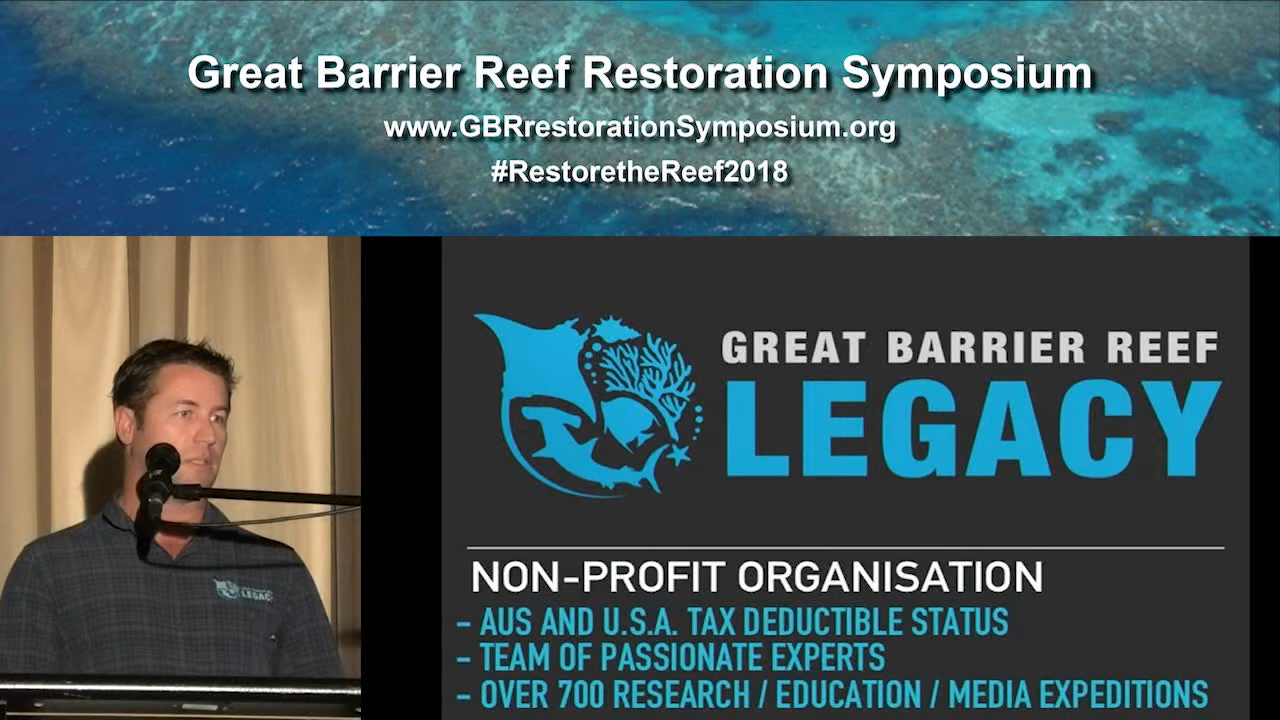 Great Barrier Reef Restoration Symposium
www.GBRrestorationSymposium.org
#RestoretheReef2018
GREAT BARRIER REEF
LEGACY
NON-PROFIT ORGANISATION
- AUS AND U.S.A. TAX DEDUCTIBLE STATUS
- TEAM OF PASSIONATE EXPERTS
- OVER 700 RESEARCH / EDUCATION / MEDIA EXPEDITIONS
LEGACY